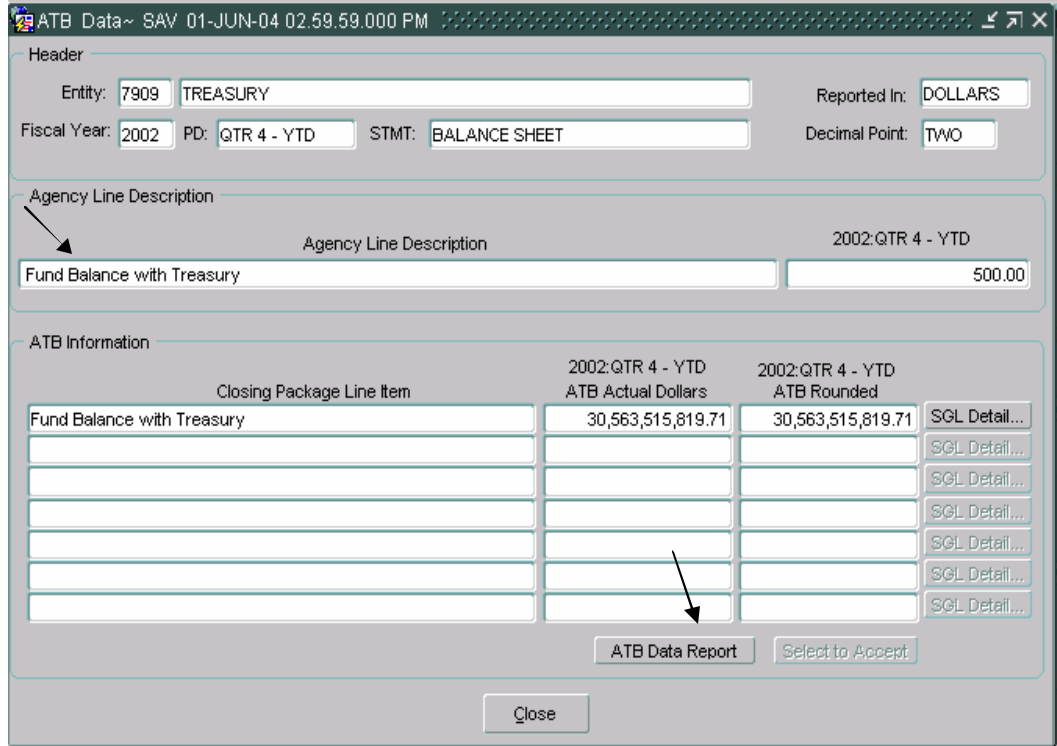 ATB Data~ SAV 01-JUN-04 02.59.59.000 PM
Header
Entity: 7909 TREASURY Reported In: DOLLARS
Fiscal Year: 2002 PD: QTR 4 - YTD STMT: BALANCE SHEET Decimal Point: TWO
Agency Line Description
Agency Line Description 2002:QTR 4 - YTD
Fund Balance with Treasury 500.00
ATB Information
2002:QTR 4 - YTD 2002:QTR 4 - YTD
Closing Package Line Item ATB Actual Dollars ATB Rounded
Fund Balance with Treasury 30,563,515,819.71 30,563,515,819.71 SGL Detail...
SGL Detail...
SGL Detail...
SGL Detail...
SGL Detail...
SGL Detail...
SGL Detail...
ATB Data Report Select to Accept
Close